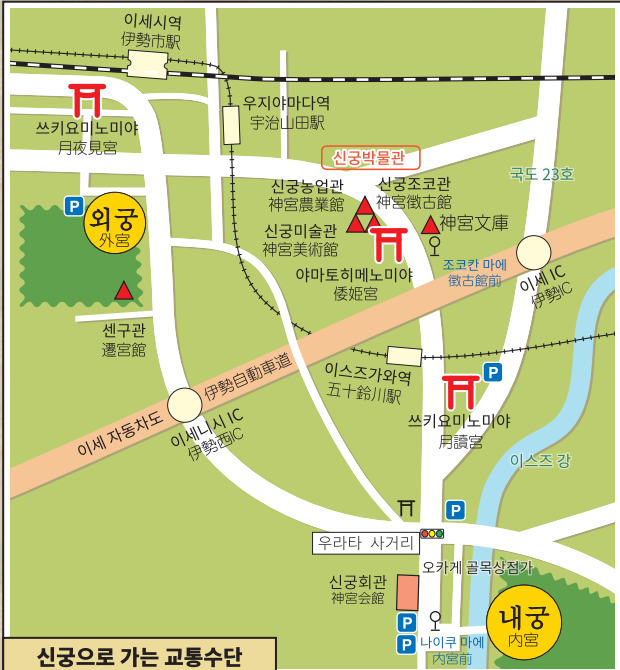 이세시역
伊勢市駅
우지야마다역
宇治山田駅
쓰키요미노미야
月夜見宮
신궁박물관
국도 23호
P
외궁
外宮
신궁농업관
神宮農業館
신궁조코관
神宮徴古館
신궁미술관
神宮美術館
神宮文庫
야마토히메노미야
倭姫宮
조코칸 마에
徴古館前
이세 IC
伊勢IC
센구관
遷宮館
이스즈가와역
五十鈴川駅
P
쓰키요미노미야
月讀宮
이세 자동차도
伊勢自動車道
이세니시 IC
伊勢西IC
이스즈 강
P
우라타 사거리
오카게 골목상점가
신궁회관
神宮会館
P
P
나이쿠 마에
内宮前
내궁
内宮
신궁으로 가는 교통수단